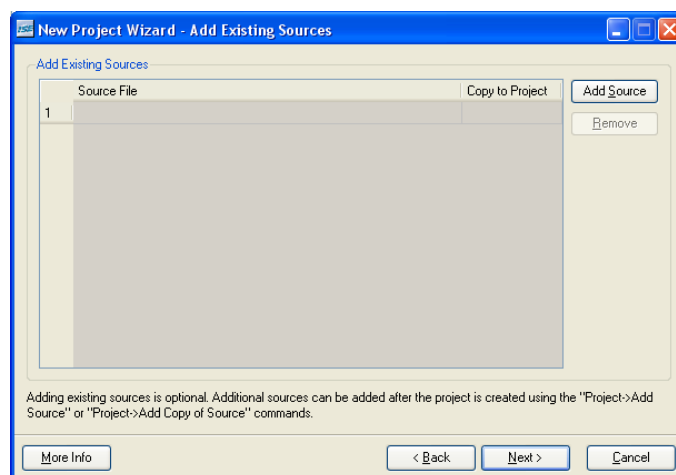 ISE New Project Wizard - Add Existing Sources
Add Existing Sources
Source File Copy to Project Add Source
1
Remove
Adding existing sources is optional. Additional sources can be added after the project is created using the "Project->Add
Source" or "Project->Add Copy of Source" commands.
More Info < Back Next > Cancel